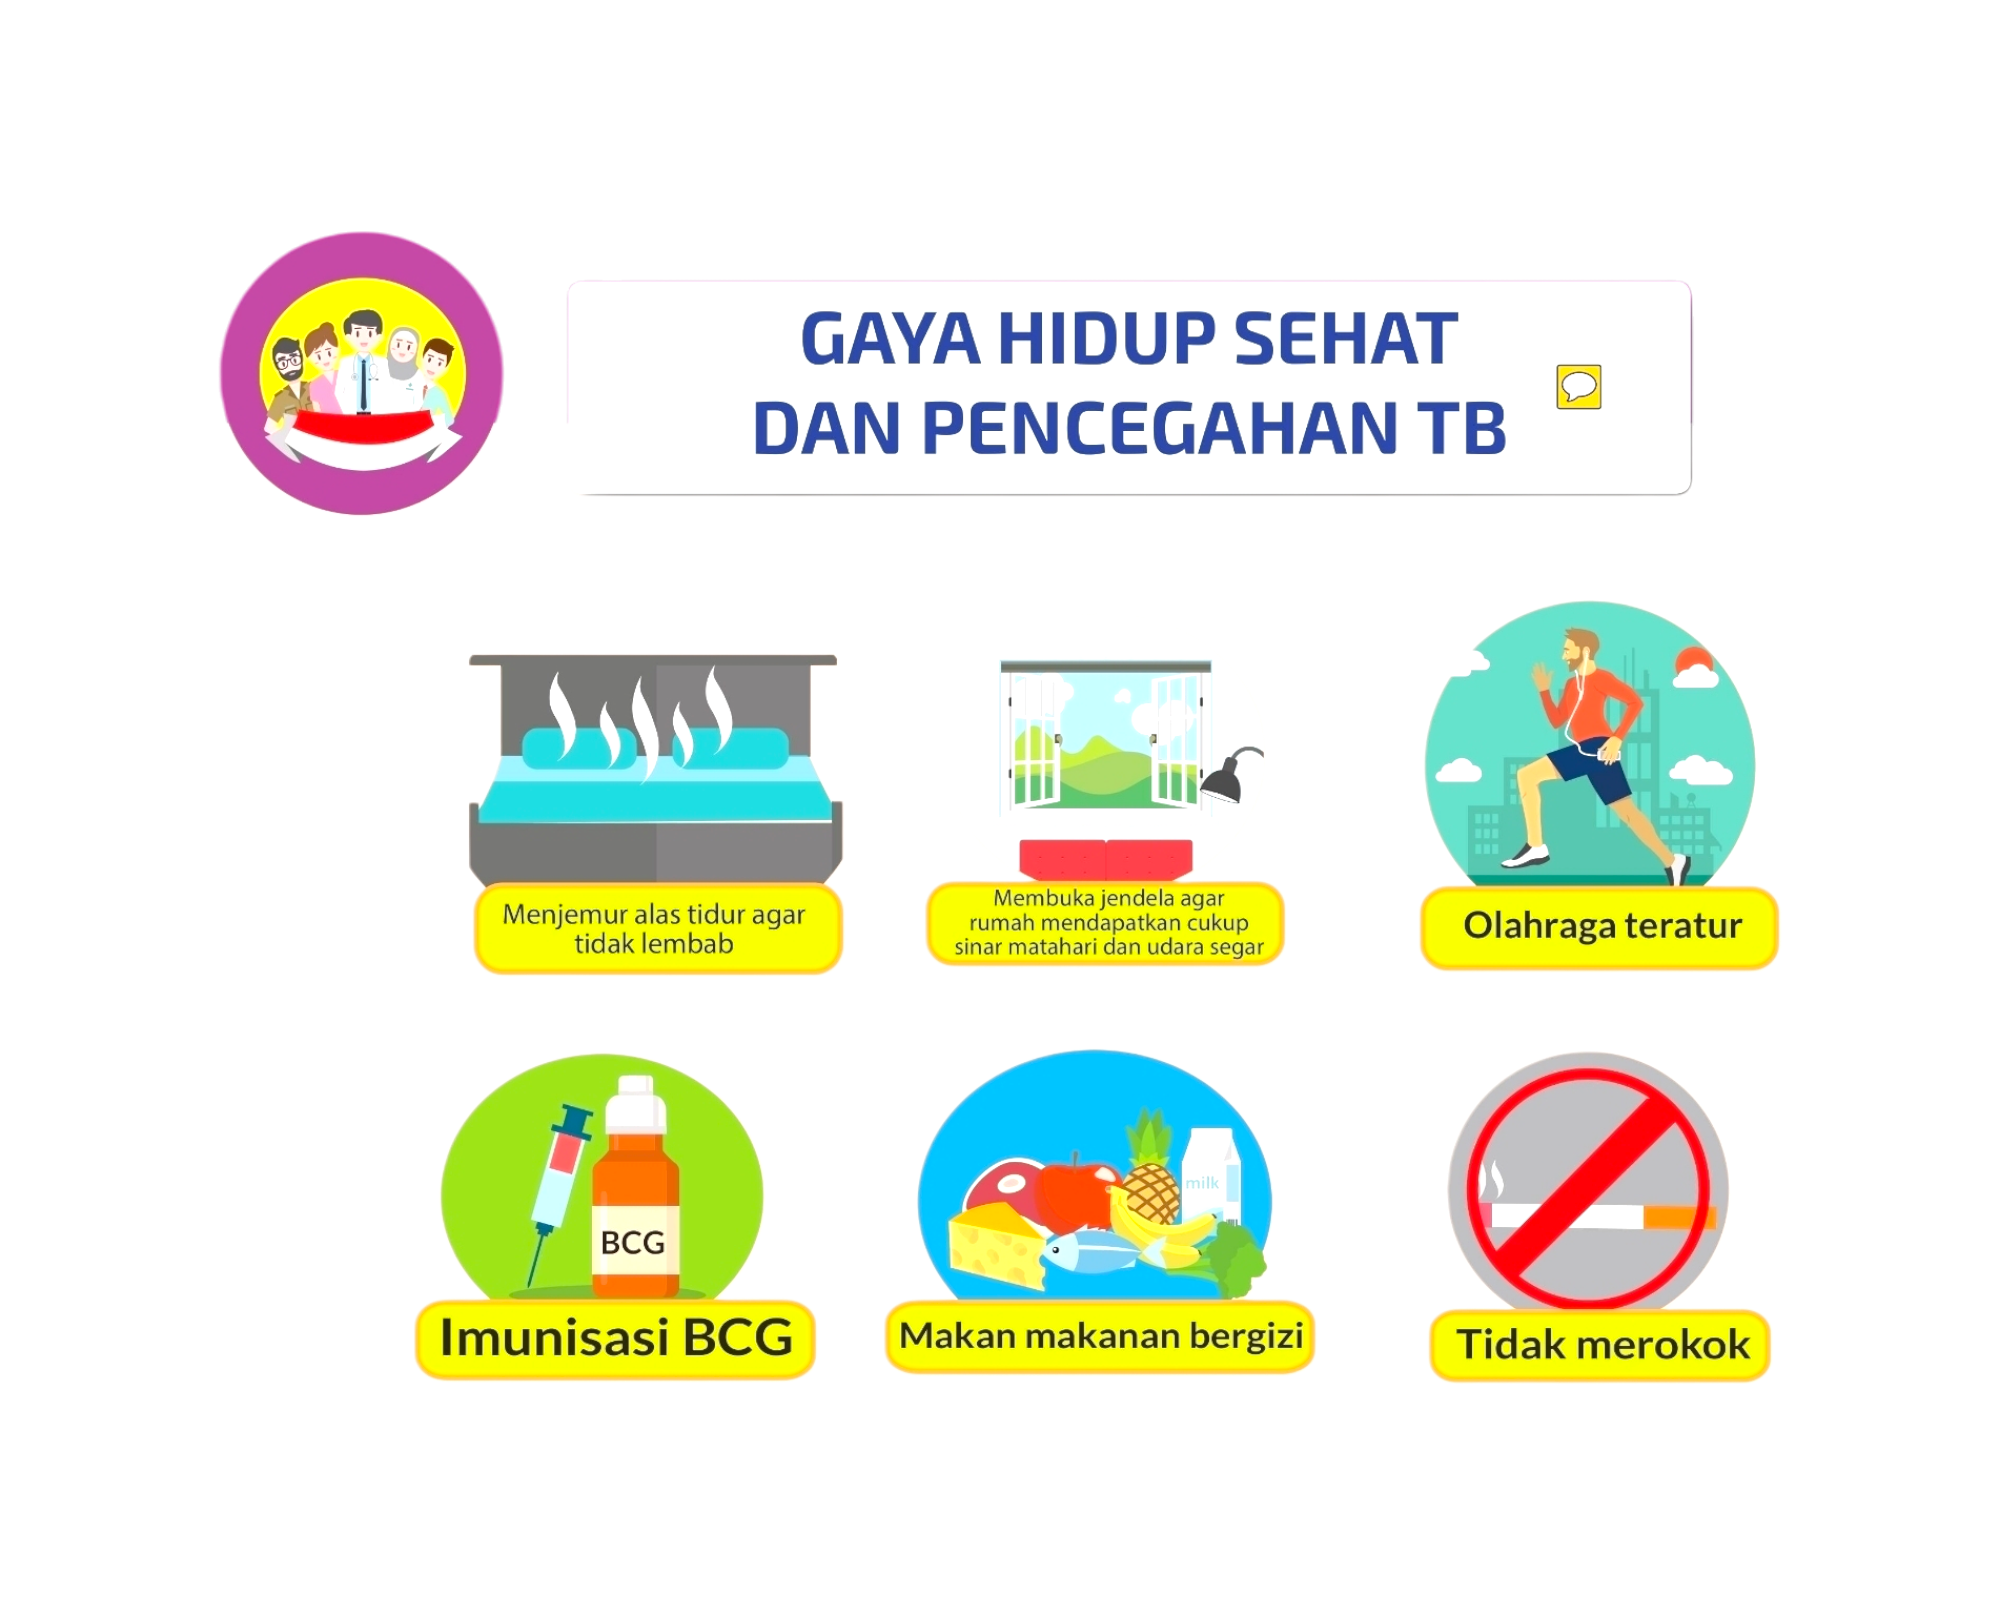 GAYA HIDUP SEHAT
DAN PENCEGAHAN TB
Menjemur alas tidur agar
tidak lembab
Membuka jendela agar
rumah mendapatkan cukup
sinar matahari dan udara segar
Olahraga teratur
BCG
Imunisasi BCG
milk
Makan makanan bergizi
Tidak merokok